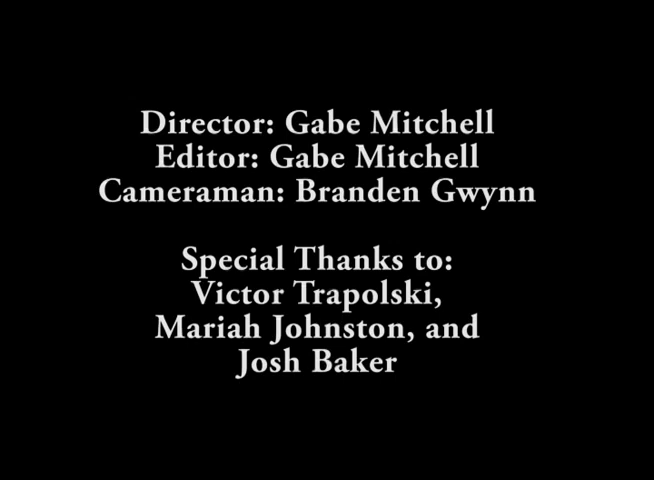 Director: Gabe Mitchell
Editor: Gabe Mitchell
Cameraman: Branden Gwynn
Special Thanks to:
Victor Trapolski,
Mariah Johnston, and
Josh Baker